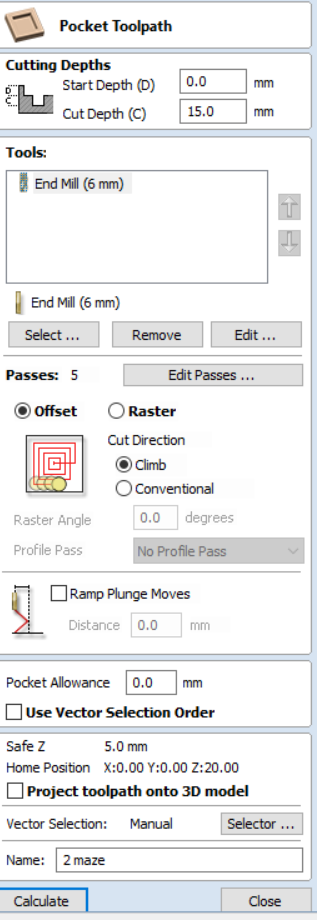 Pocket Toolpath
Cutting Depths
Start Depth (D) 0.0 mm
D
C
Cut Depth (C) 15.0 mm
Tools:
End Mill (6 mm)
End Mill (6 mm)
Select ... Remove Edit ...
Passes: 5 Edit Passes ...
Offset Raster
Cut Direction
Climb
Conventional
Raster Angle 0.0 degrees
Profile Pass No Profile Pass
Ramp Plunge Moves
Distance 0.0 mm
Pocket Allowance 0.0 mm
Use Vector Selection Order
Safe Z 5.0 mm
Home Position X:0.00 Y:0.00 Z:20.00
Project toolpath onto 3D model
Vector Selection: Manual Selector ...
Name: 2 maze
Calculate Close